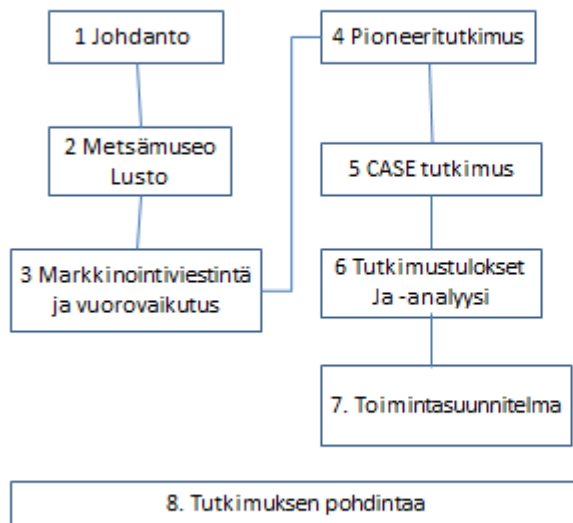 1 Johdanto
2 Metsämuseo
Lusto
3 Markkinointiviestintä
ja vuorovaikutus
4 Pioneeritutkimus
5 CASE tutkimus
6 Tutkimustulokset
Ja -analyysi
7. Toimintasuunnitelma
8. Tutkimuksen pohdintaa